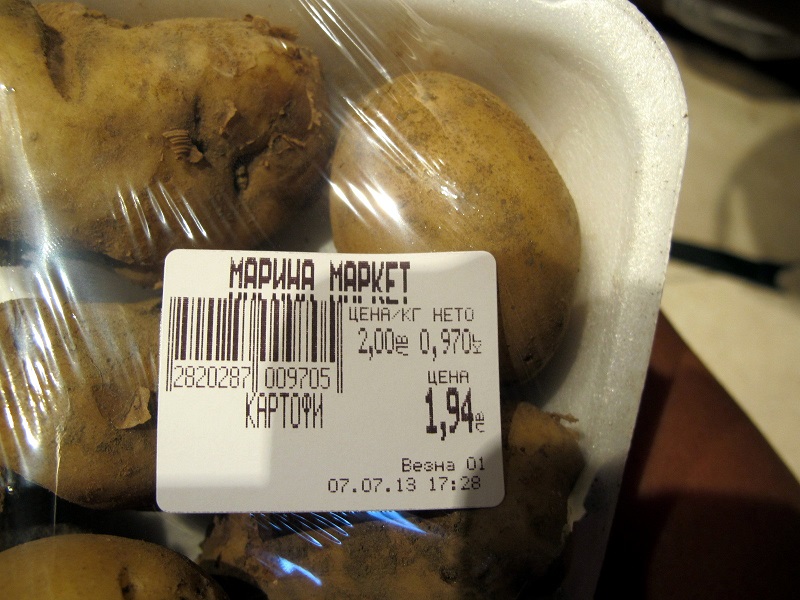 МАРИНА МАРКЕТ
ЦЕНА/КГ НЕТО
2,00лв 0,970кг
2820287 009705
ЦЕНА
КАРТОФИ
1,94лв
Везна 01
07.07.13 17:28